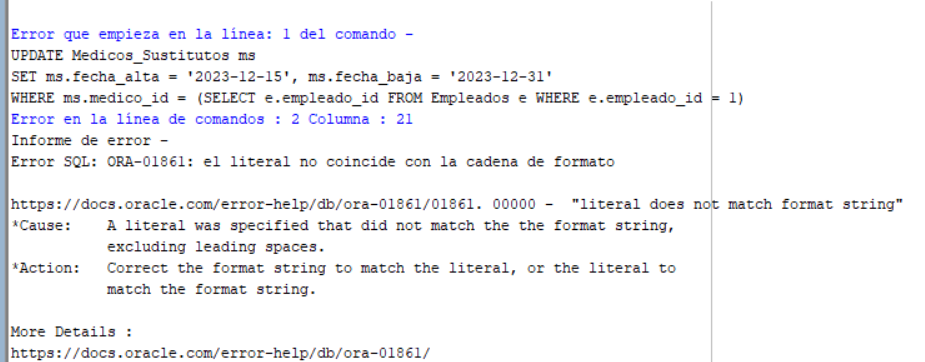 Error que empieza en la línea: 1 del comando -
UPDATE Medicos_Sustitutos ms
SET ms.fecha_alta = '2023-12-15', ms.fecha_baja = '2023-12-31'
WHERE ms.medico_id = (SELECT e.empleado_id FROM Empleados e WHERE e.empleado_id = 1)
Error en la línea de comandos : 2 Columna : 21
Informe de error -
Error SQL: ORA-01861: el literal no coincide con la cadena de formato

https://docs.oracle.com/error-help/db/ora-01861/01861. 00000 -  "literal does not match format string"
*Cause:    A literal was specified that did not match the the format string,
           excluding leading spaces.
*Action:   Correct the format string to match the literal, or the literal to
           match the format string.

More Details :
https://docs.oracle.com/error-help/db/ora-01861/